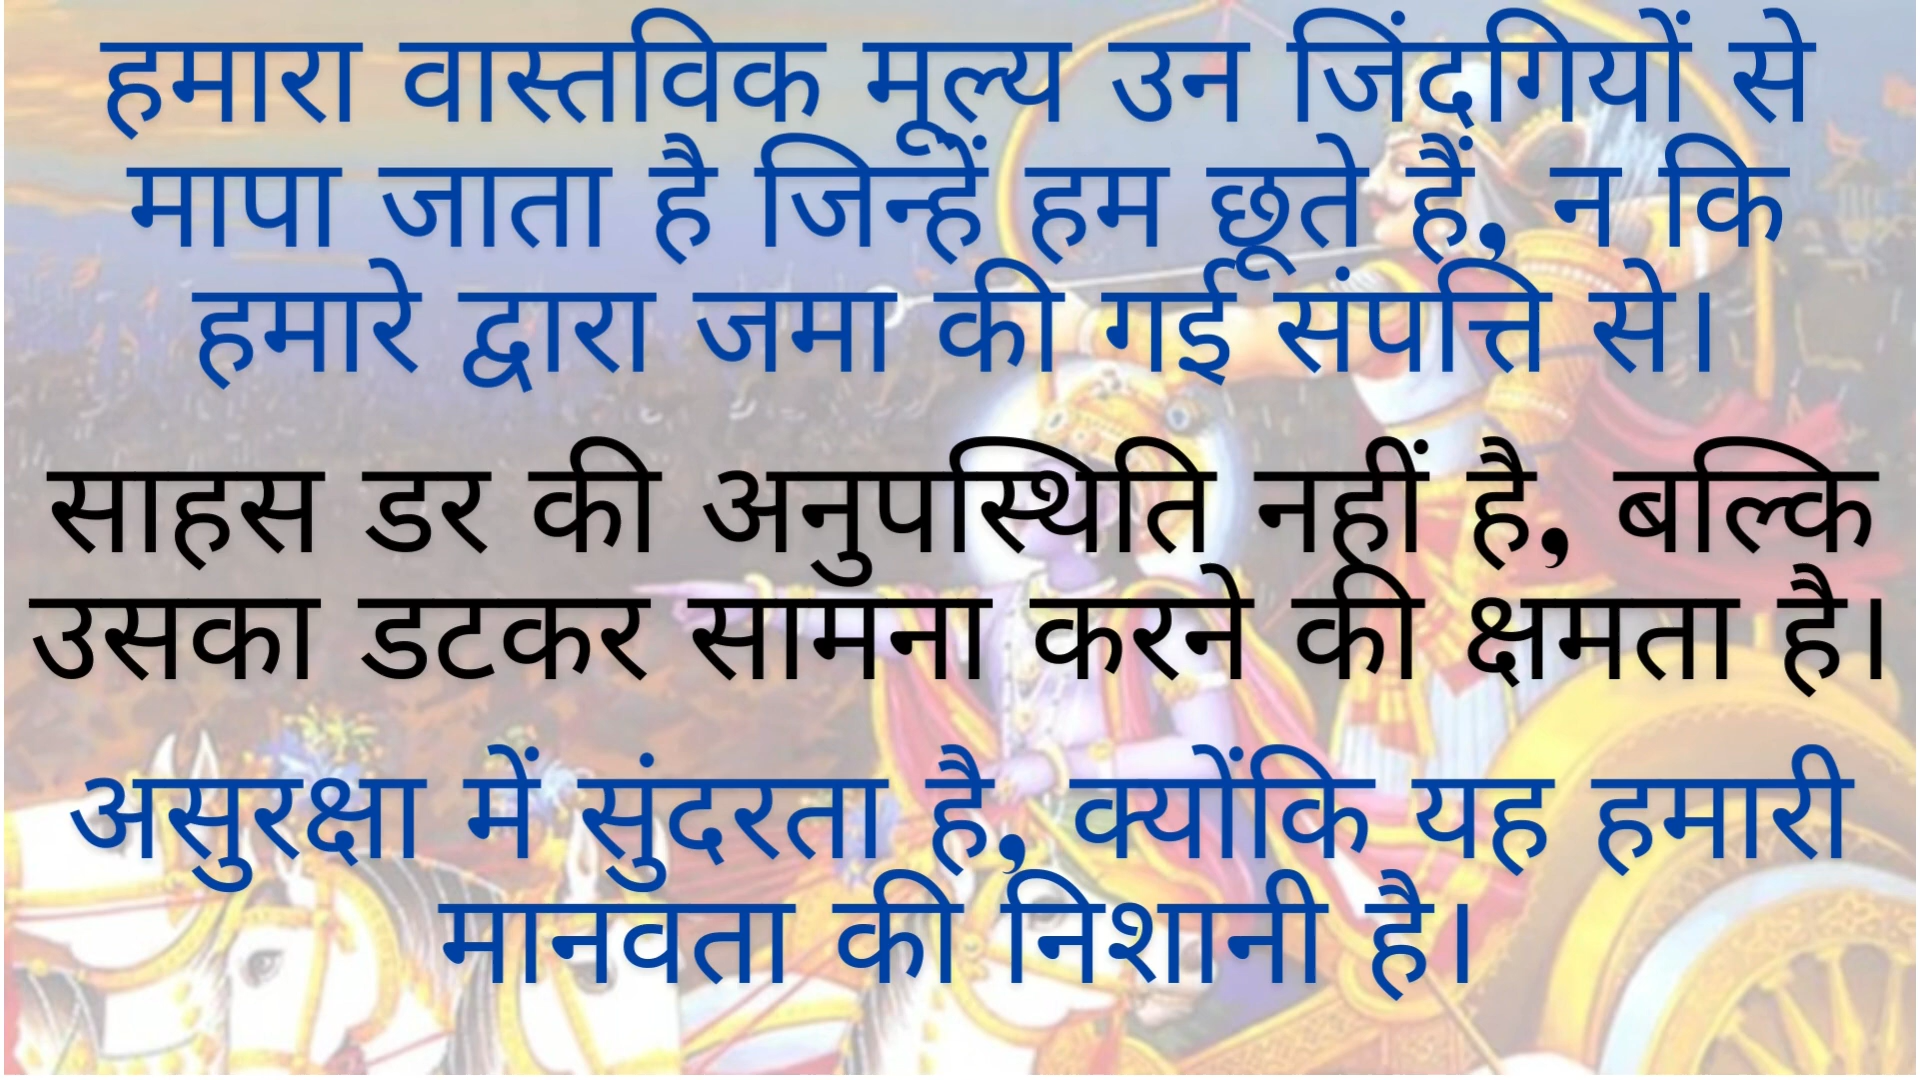 हमारा वास्तविक मूल्य उन जिंदगियों से
मापा जाता है जिन्हें हम छूते हैं, न कि
हमारे द्वारा जमा की गई संपत्ति से।
साहस डर की अनुपस्थिति नहीं है, बल्कि
उसका डटकर सामना करने की क्षमता है।
असुरक्षा में सुंदरता है, क्योंकि यह हमारी
मानवता की निशानी है।